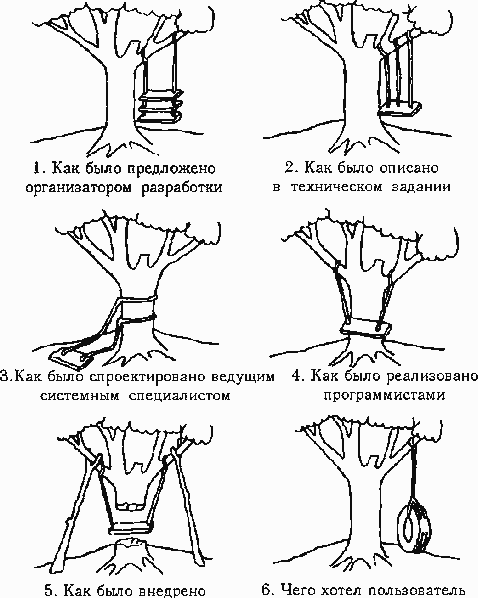 1. Как было предложено
организатором разработки
2. Как было описано
в техническом задании
3.Как было спроектировано ведущим
системным специалистом
4. Как было реализовано
программистами
5. Как было внедрено
6. Чего хотел пользователь